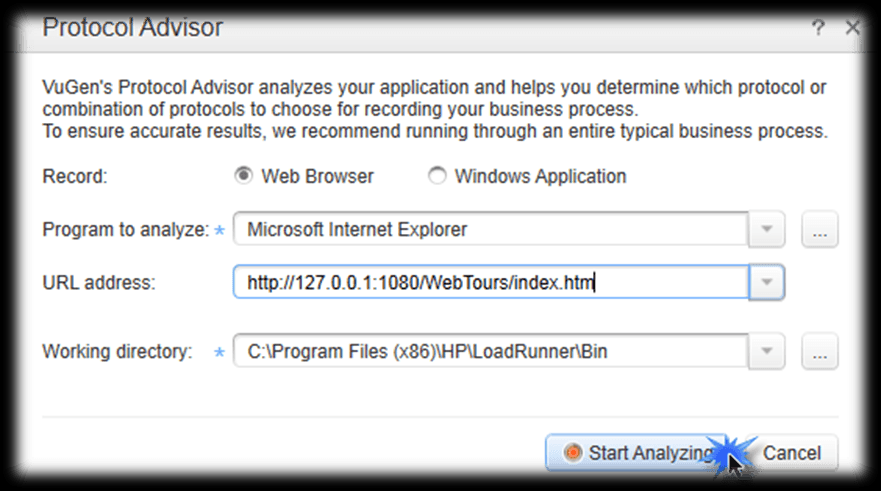 Protocol Advisor ? ×
VuGen's Protocol Advisor analyzes your application and helps you determine which protocol or
combination of protocols to choose for recording your business process.
To ensure accurate results, we recommend running through an entire typical business process.
Record: Web Browser Windows Application
Program to analyze: * Microsoft Internet Explorer ...
URL address: http://127.0.0.1:1080/WebTours/index.htm
Working directory: * C:\Program Files (x86)\HP\LoadRunner\Bin ...
Start Analyzing Cancel